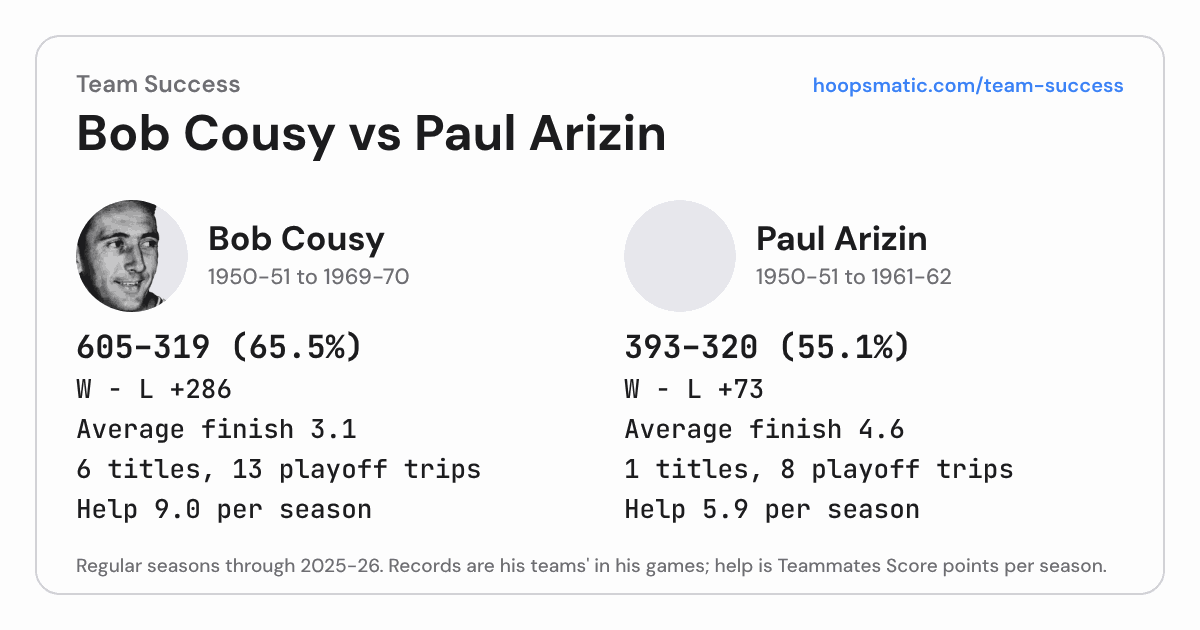 Team Success
hoopsmatic.com/team-success
Bob Cousy vs Paul Arizin
Bob Cousy
1950-51 to 1969-70
605-319 (65.5%)
W - L +286
Average finish 3.1
6 titles, 13 playoff trips
Help 9.0 per season
Paul Arizin
1950-51 to 1961-62
393-320 (55.1%)
W - L +73
Average finish 4.6
1 titles, 8 playoff trips
Help 5.9 per season
Regular seasons through 2025-26. Records are his teams' in his games; help is Teammates Score points per season.